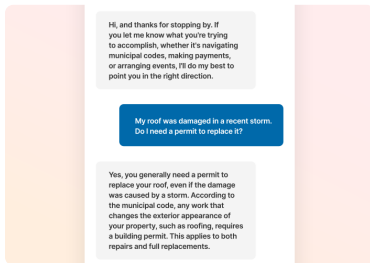 Hi, and thanks for stopping by. If
you let me know what you're trying
to accomplish, whether it's navigating
municipal codes, making payments,
or arranging events, I'll do my best to
point you in the right direction.
My roof was damaged in a recent storm.
Do I need a permit to replace it?
Yes, you generally need a permit to
replace your roof, even if the damage
was caused by a storm. According to
the municipal code, any work that
changes the exterior appearance of
your property, such as roofing, requires
a building permit. This applies to both
repairs and full replacements.